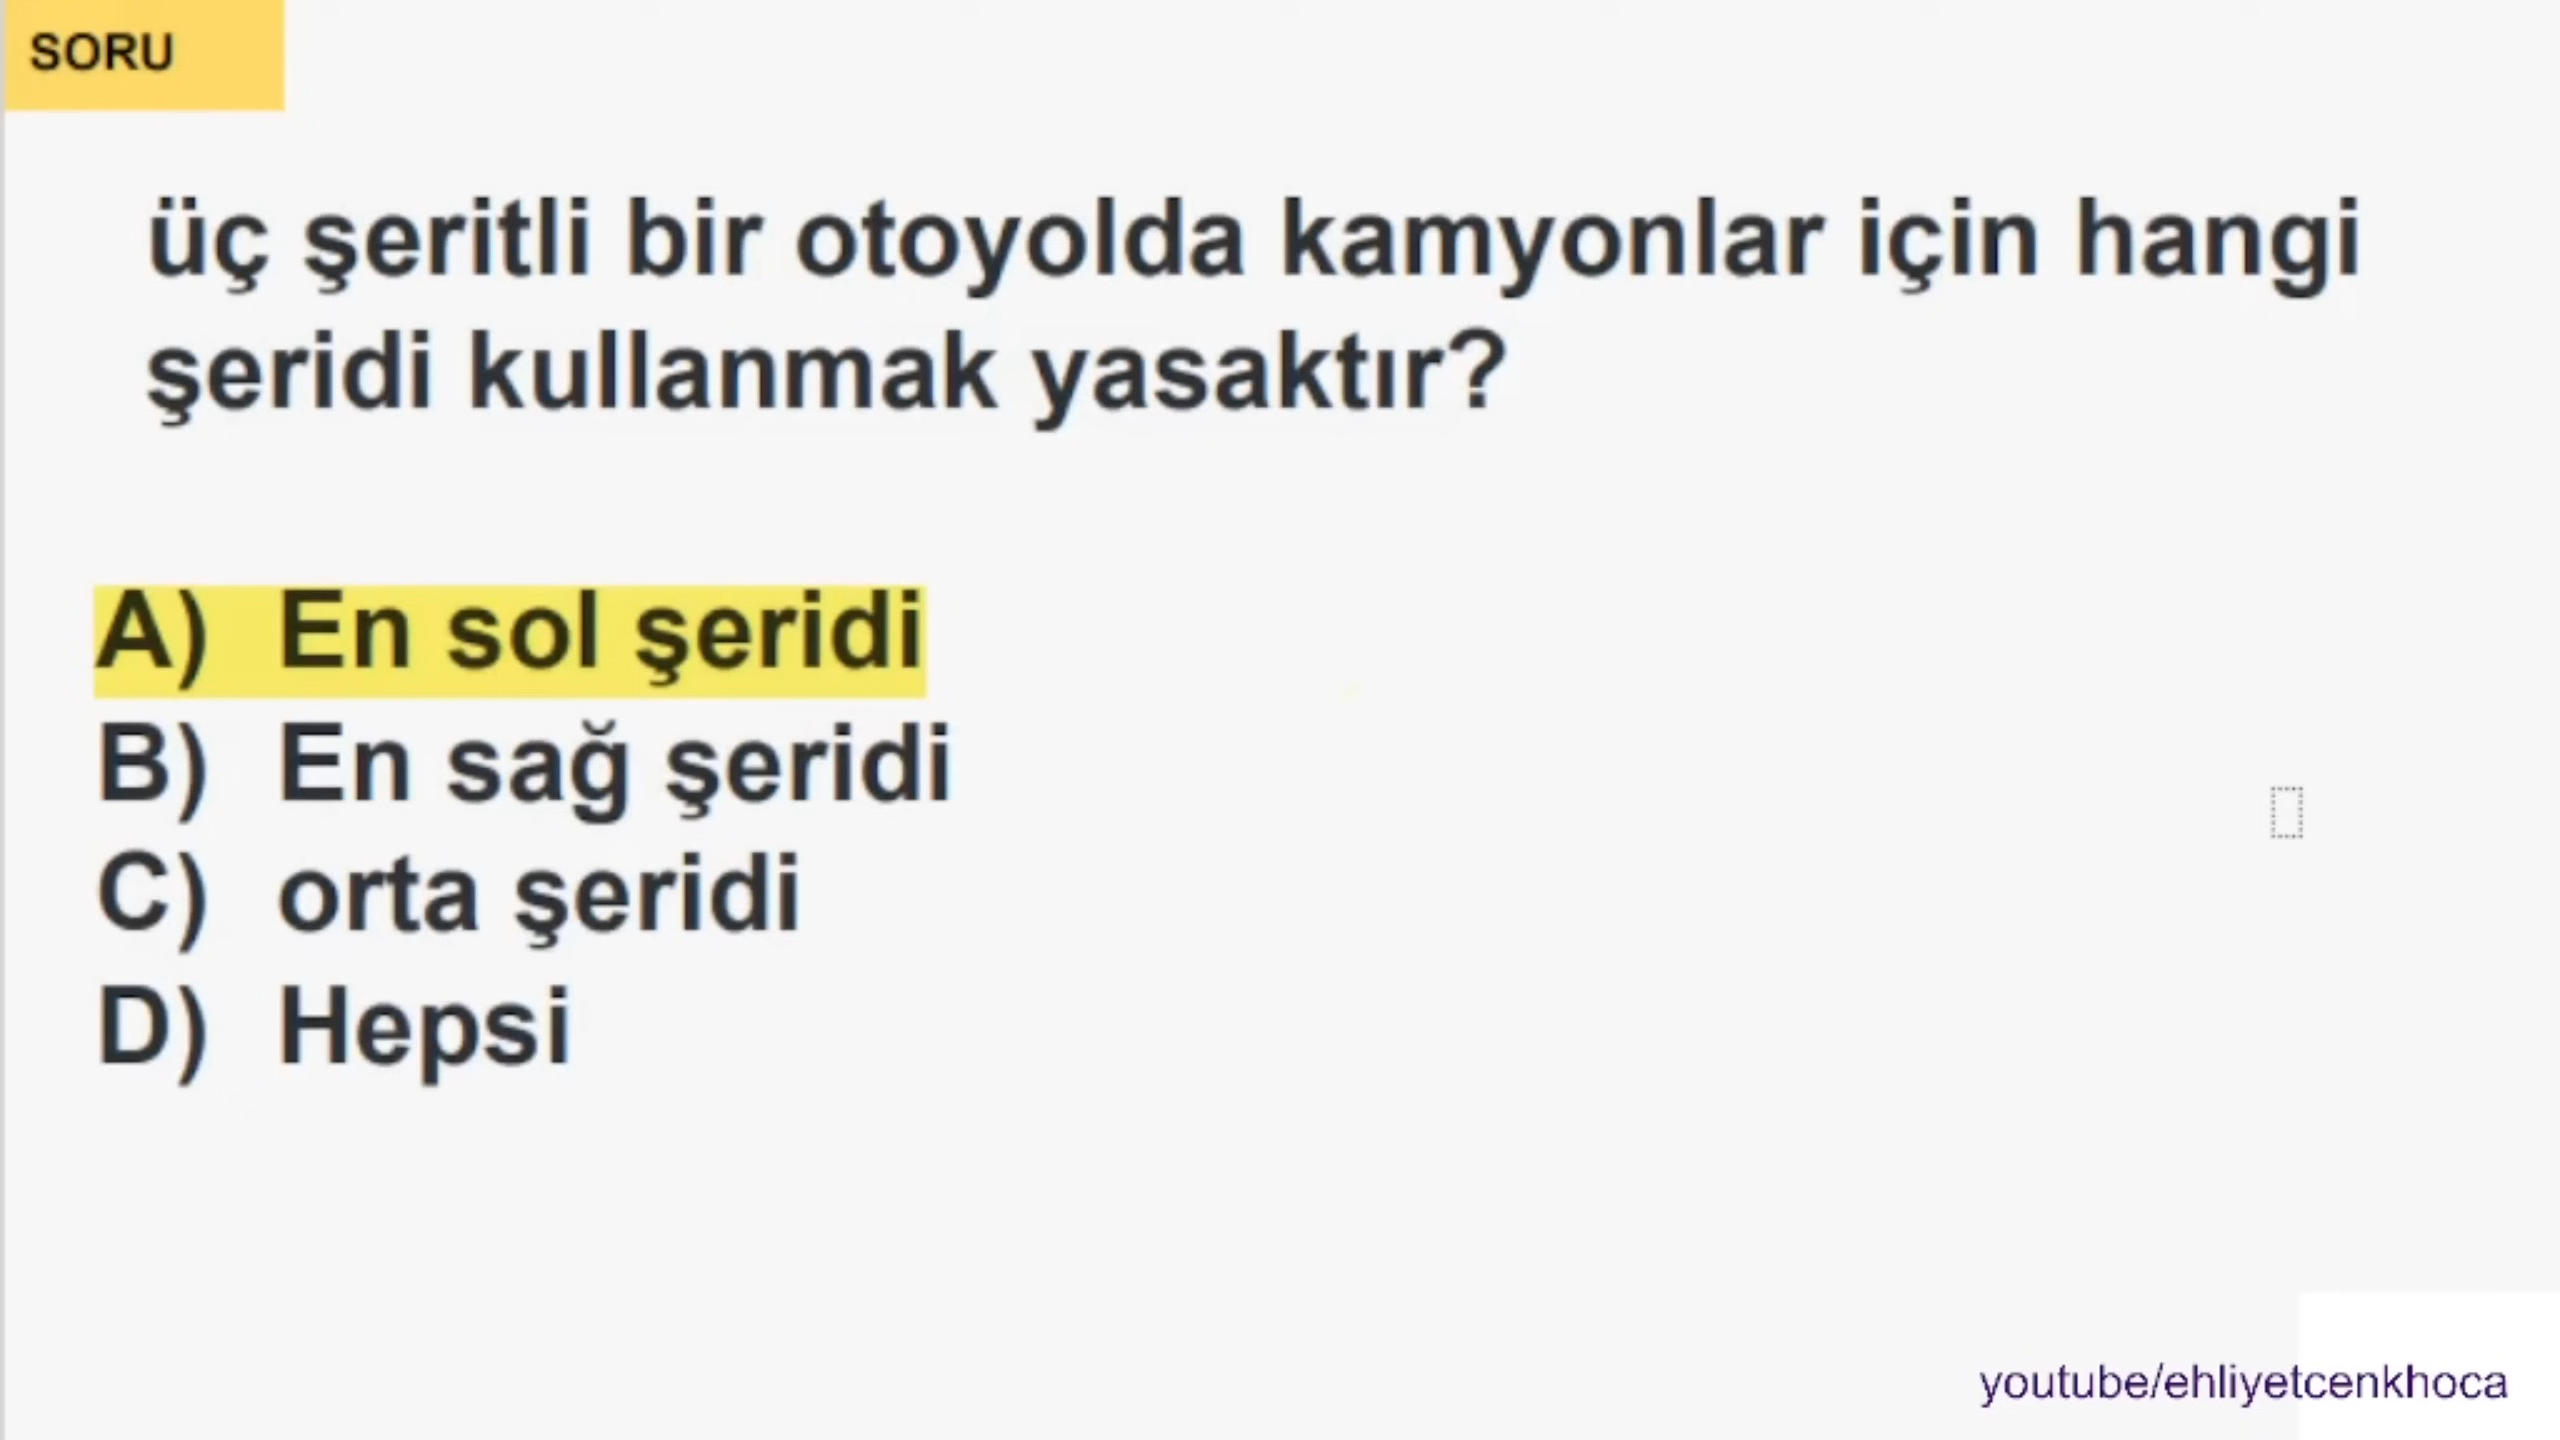 SORU
üç şeritli bir otoyolda kamyonlar için hangi
şeridi kullanmak yasaktır?
A) En sol şeridi
B) En sağ şeridi
C) orta şeridi
D) Hepsi
youtube/ehliyetcenkhoca